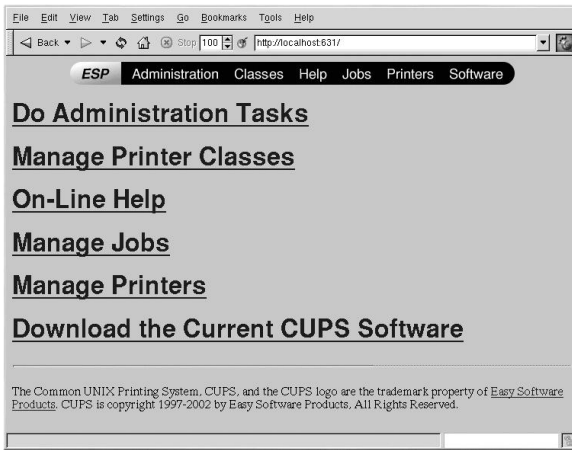 File Edit View Tab Settings Go Bookmarks Tools Help
Back Stop 100 http://localhost:631/
ESP Administration Classes Help Jobs Printers Software
Do Administration Tasks
Manage Printer Classes
On-Line Help
Manage Jobs
Manage Printers
Download the Current CUPS Software
The Common UNIX Printing System, CUPS, and the CUPS logo are the trademark property of Easy Software
Products. CUPS is copyright 1997-2002 by Easy Software Products, All Rights Reserved.